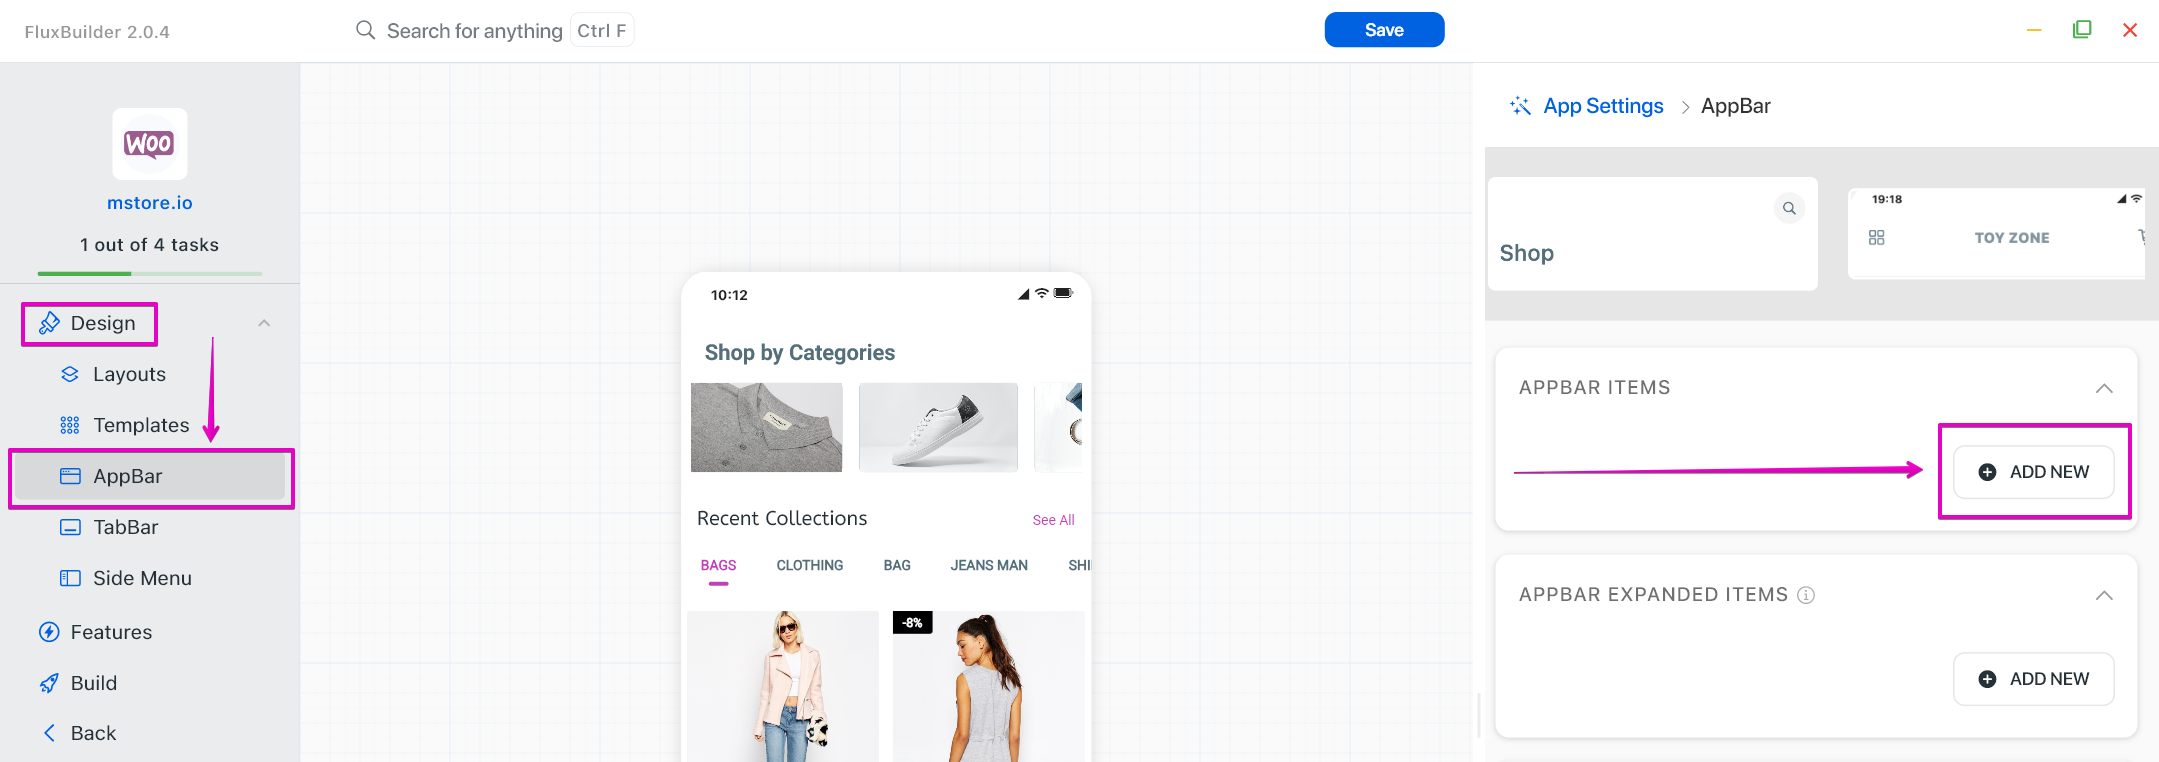 FluxBuilder 2.0.4
Search for anything
Ctrl F
Save
WOO
mstore.io
1 out of 4 tasks
Design
Layouts
Templates
AppBar
TabBar
Side Menu
Features
Build
Back
10:12
Shop by Categories
Recent Collections
See All
BAGS CLOTHING BAG JEANS MAN SHI
-8%
App Settings > AppBar
Shop
19:18
TOY ZONE
APPBAR ITEMS
ADD NEW
APPBAR EXPANDED ITEMS
ADD NEW